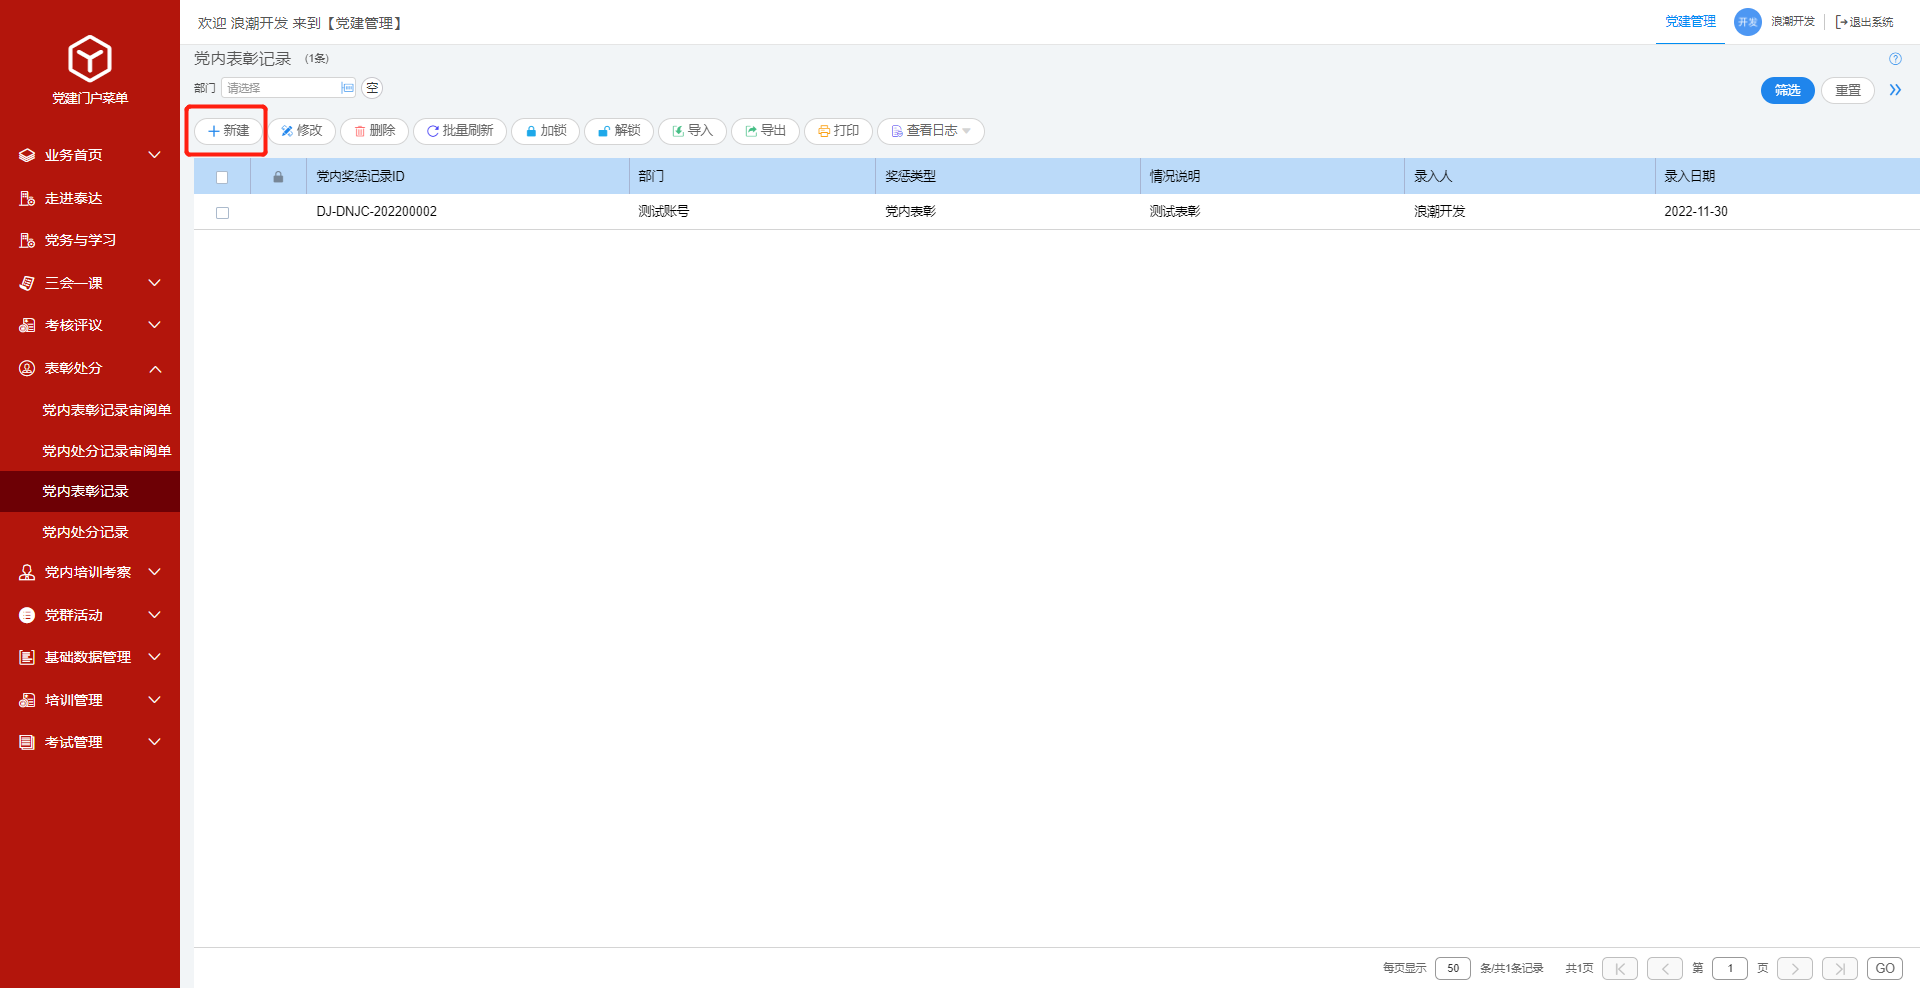 欢迎 浪潮开发 来到【党建管理】
党建管理
开发
浪潮开发
退出系统
党建门户菜单
业务首页
走进泰达
党务与学习
三会一课
考核评议
表彰处分
党内表彰记录审阅单
党内处分记录审阅单
党内表彰记录
党内处分记录
党内培训考察
党群活动
基础数据管理
培训管理
考试管理
党内表彰记录 (1条)
部门 请选择 空
筛选 重置
新建 修改 删除 批量刷新 加锁 解锁 导入 导出 打印 查看日志
党内奖惩记录ID 部门 奖惩类型 情况说明 录入人 录入日期
DJ-DNJC-202200002 测试账号 党内表彰 测试表彰 浪潮开发 2022-11-30
每页显示 50 条/共1条记录 共1页 第 1 页 GO